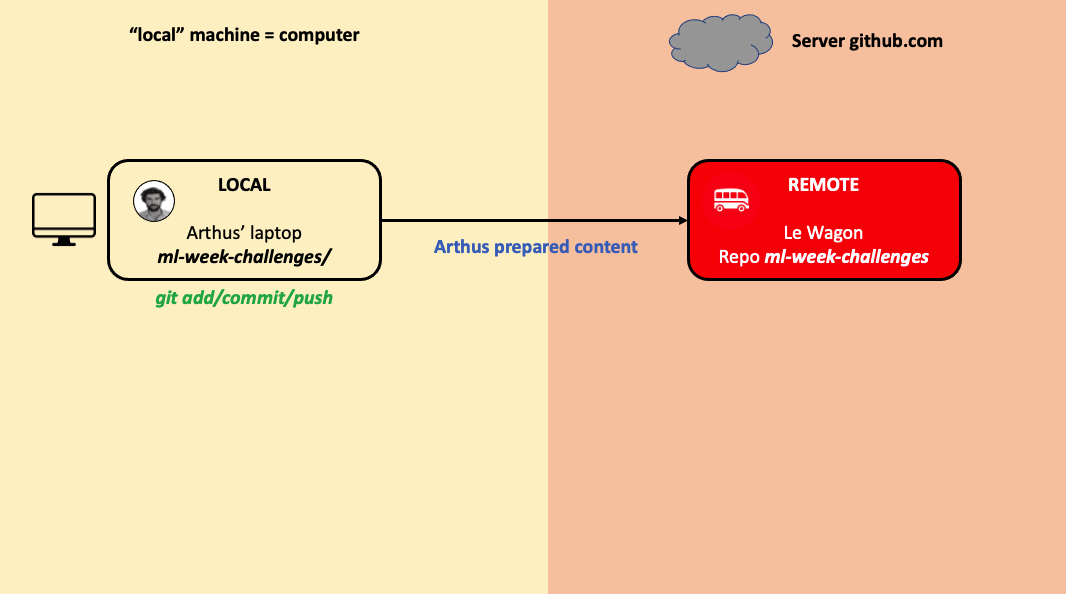 “local” machine = computer
Server github.com
LOCAL
Arthus’ laptop
ml-week-challenges/
git add/commit/push
Arthus prepared content
REMOTE
Le Wagon
Repo ml-week-challenges